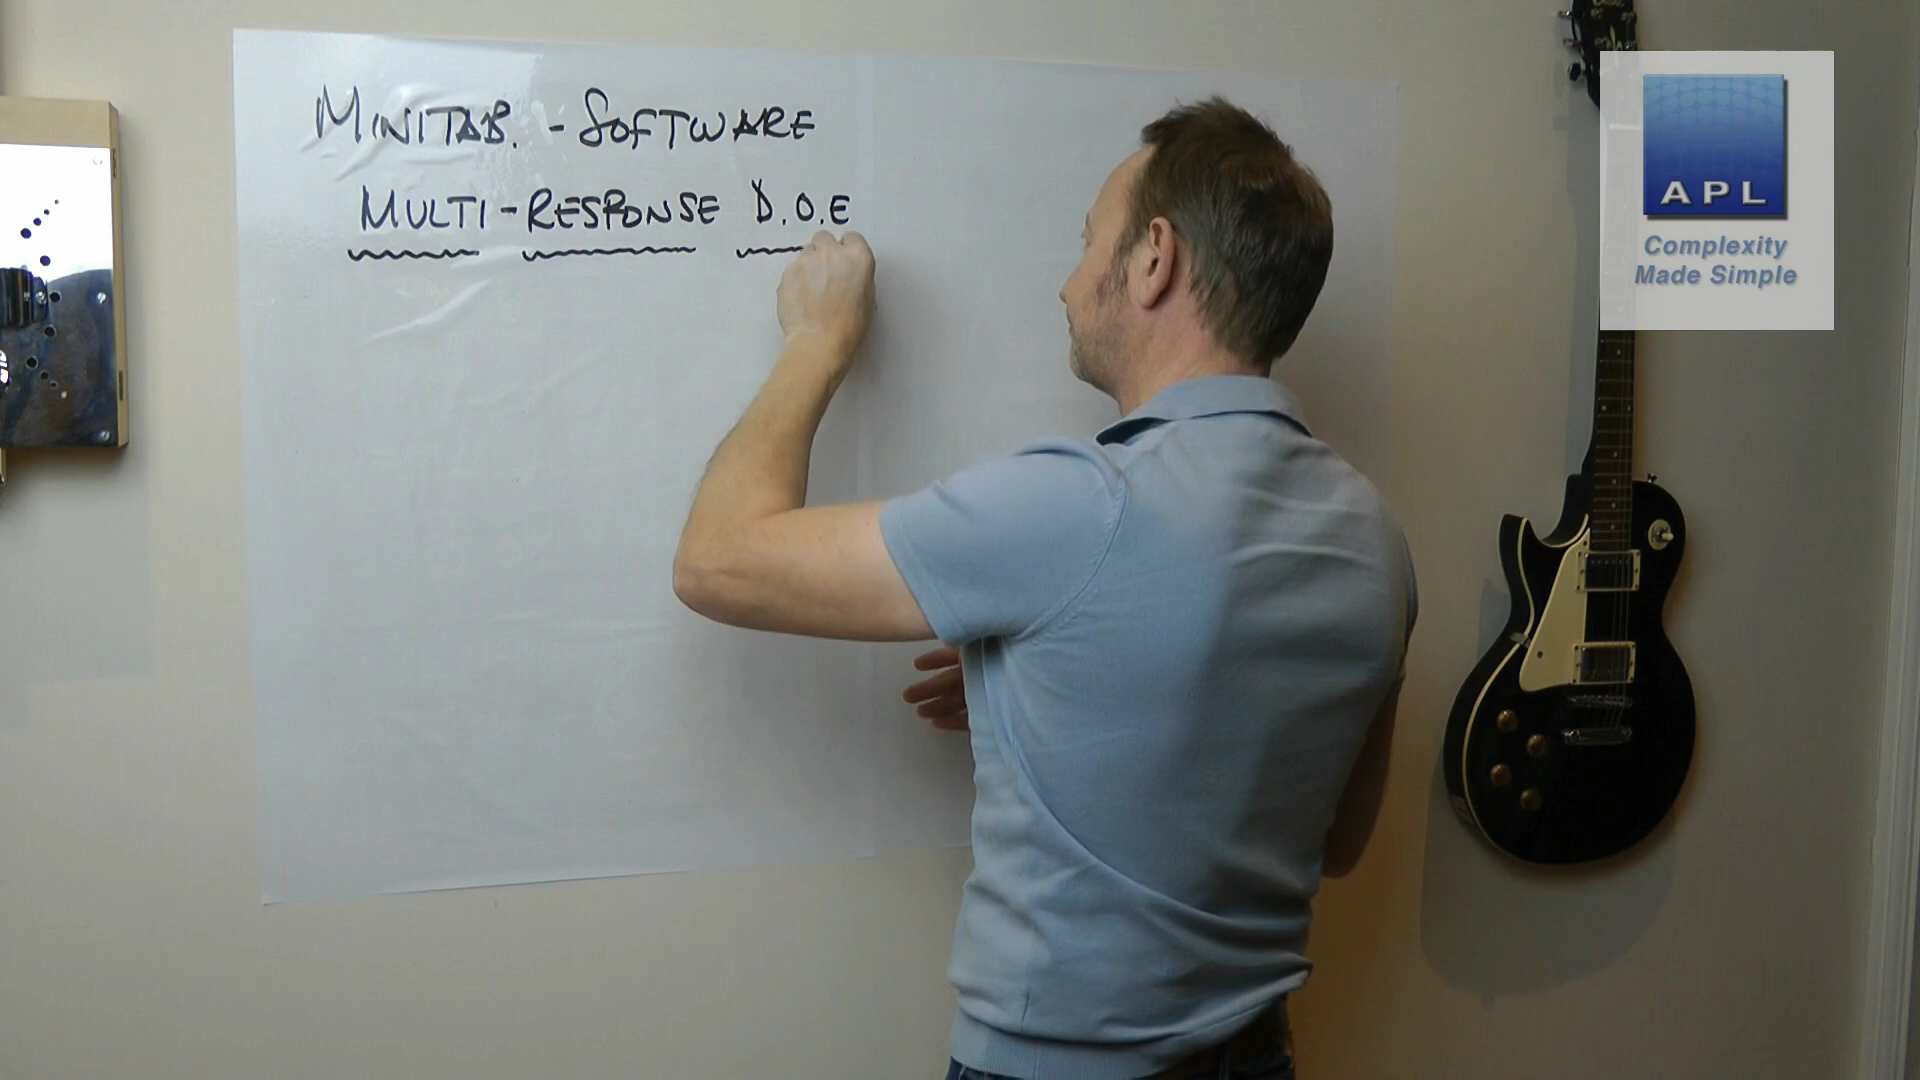 MINITAB. - SOFTWARE
MULTI-RESPONSE D.O.E
APL
Complexity
Made Simple